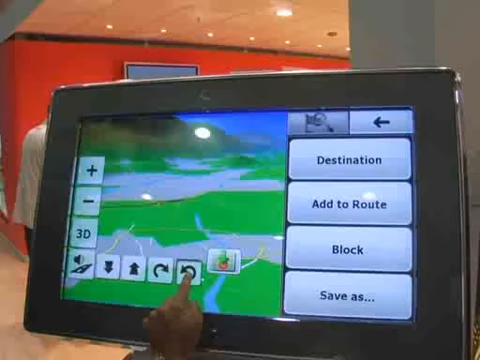 +
Destination
−
Add to Route
3D
Block
Save as...